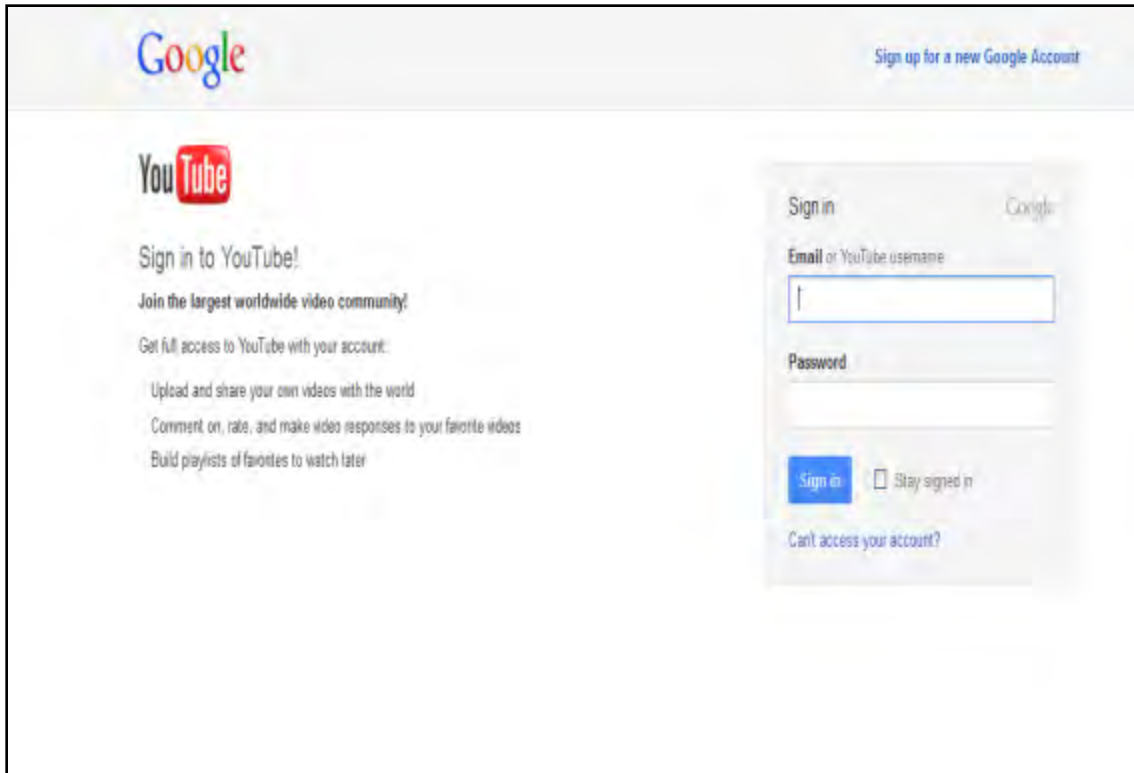 Google
Sign up for a new Google Account
YouTube
Sign in to YouTube!
Join the largest worldwide video community!
Get full access to YouTube with your account:
Upload and share your own videos with the world
Comment on, rate, and make video responses to your favorite videos
Build playlists of favorites to watch later
Sign in Google
Email or YouTube username
Password
Sign in Stay signed in
Can't access your account?